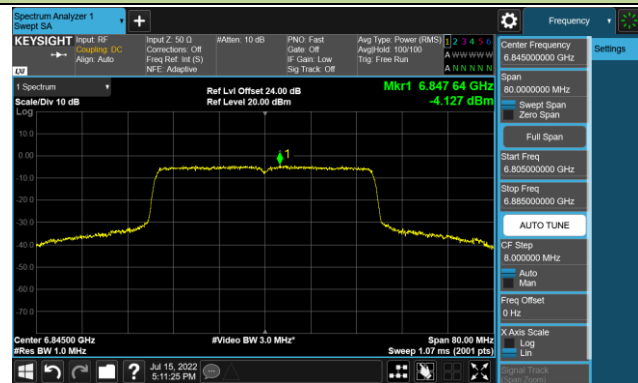 Spectrum Analyzer 1
Swept SA
Frequency
KEYSIGHT
Input: RF
Coupling: DC
Align: Auto
Input Z: 50 Ω
Corrections: Off
Freq Ref: Int (S)
NFE: Adaptive
#Atten: 10 dB
PNO: Fast
Gate: Off
IF Gain: Low
Sig Track: Off
Avg Type: Power (RMS)
Avg|Hold: 100/100
Trig: Free Run
1 2 3 4 5 6
A W W W W W
A N N N N N
LXI
1 Spectrum
Scale/Div 10 dB
Log
Ref Lvl Offset 24.00 dB
Ref Level 20.00 dBm
Mkr1 6.847 64 GHz
-4.127 dBm
1
10.0
0.00
-10.0
-20.0
-30.0
-40.0
-50.0
-60.0
-70.0
Center 6.84500 GHz
#Res BW 1.0 MHz
#Video BW 3.0 MHz*
Span 80.00 MHz
Sweep 1.07 ms (2001 pts)
Jul 15, 2022
5:11:25 PM
Center Frequency
6.845000000 GHz
Span
80.0000000 MHz
Swept Span
Zero Span
Full Span
Start Freq
6.805000000 GHz
Stop Freq
6.885000000 GHz
AUTO TUNE
CF Step
8.000000 MHz
Auto
Man
Freq Offset
0 Hz
X Axis Scale
Log
Lin
Signal Track
(Span Zoom)
Settings